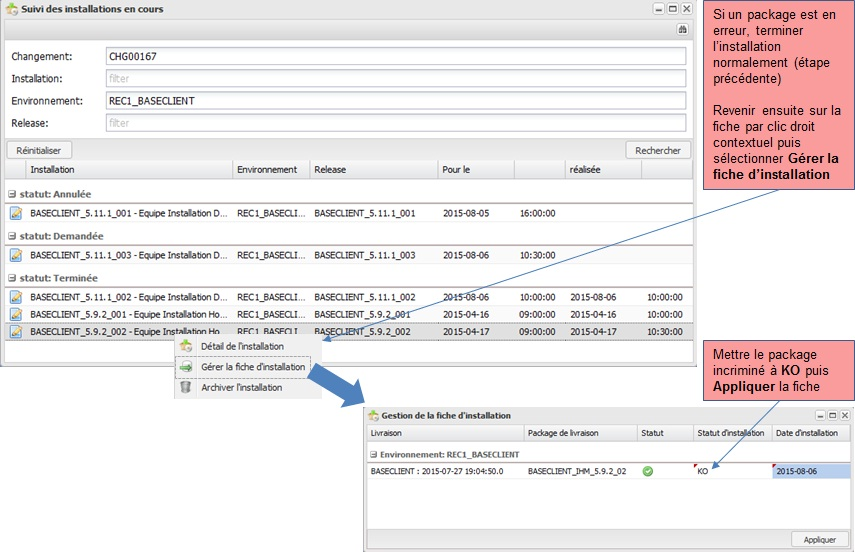 Suivi des installations en cours
Changement: CHG00167
Installation: filter
Environnement: REC1_BASECLIENT
Release: filter
Réinitialiser Rechercher
Installation Environnement Release Pour le réalisée
statut: Annulée
BASECLIENT_5.11.1_001 - Equipe Installation D... REC1_BASECLI... BASECLIENT_5.11.1_001 2015-08-05 16:00:00
statut: Demandée
BASECLIENT_5.11.1_003 - Equipe Installation D... REC1_BASECLI... BASECLIENT_5.11.1_003 2015-08-06 10:30:00
statut: Terminée
BASECLIENT_5.11.1_002 - Equipe Installation D... REC1_BASECLI... BASECLIENT_5.11.1_002 2015-08-06 10:00:00 2015-08-06 10:00:00
BASECLIENT_5.9.2_001 - Equipe Installation Ho... REC1_BASECLI... BASECLIENT_5.9.2_001 2015-04-16 09:00:00 2015-04-16 10:00:00
BASECLIENT_5.9.2_002 - Equipe Installation Ho... REC1_BASECLI... BASECLIENT_5.9.2_002 2015-04-17 09:00:00 2015-04-17 10:30:00
Détail de l'installation
Gérer la fiche d'installation
Archiver l'installation
Si un package est en
erreur, terminer
l'installation
normalement (étape
précédente)
Revenir ensuite sur la
fiche par clic droit
contextuel puis
sélectionner Gérer la
fiche d'installation
Mettre le package
incriminé à KO puis
Appliquer la fiche
Gestion de la fiche d'installation
Livraison Package de livraison Statut Statut d'installation Date d'installation
Environnement: REC1_BASECLIENT
BASECLIENT : 2015-07-27 19:04:50.0 BASECLIENT_IHM_5.9.2_02 KO 2015-08-06
Appliquer